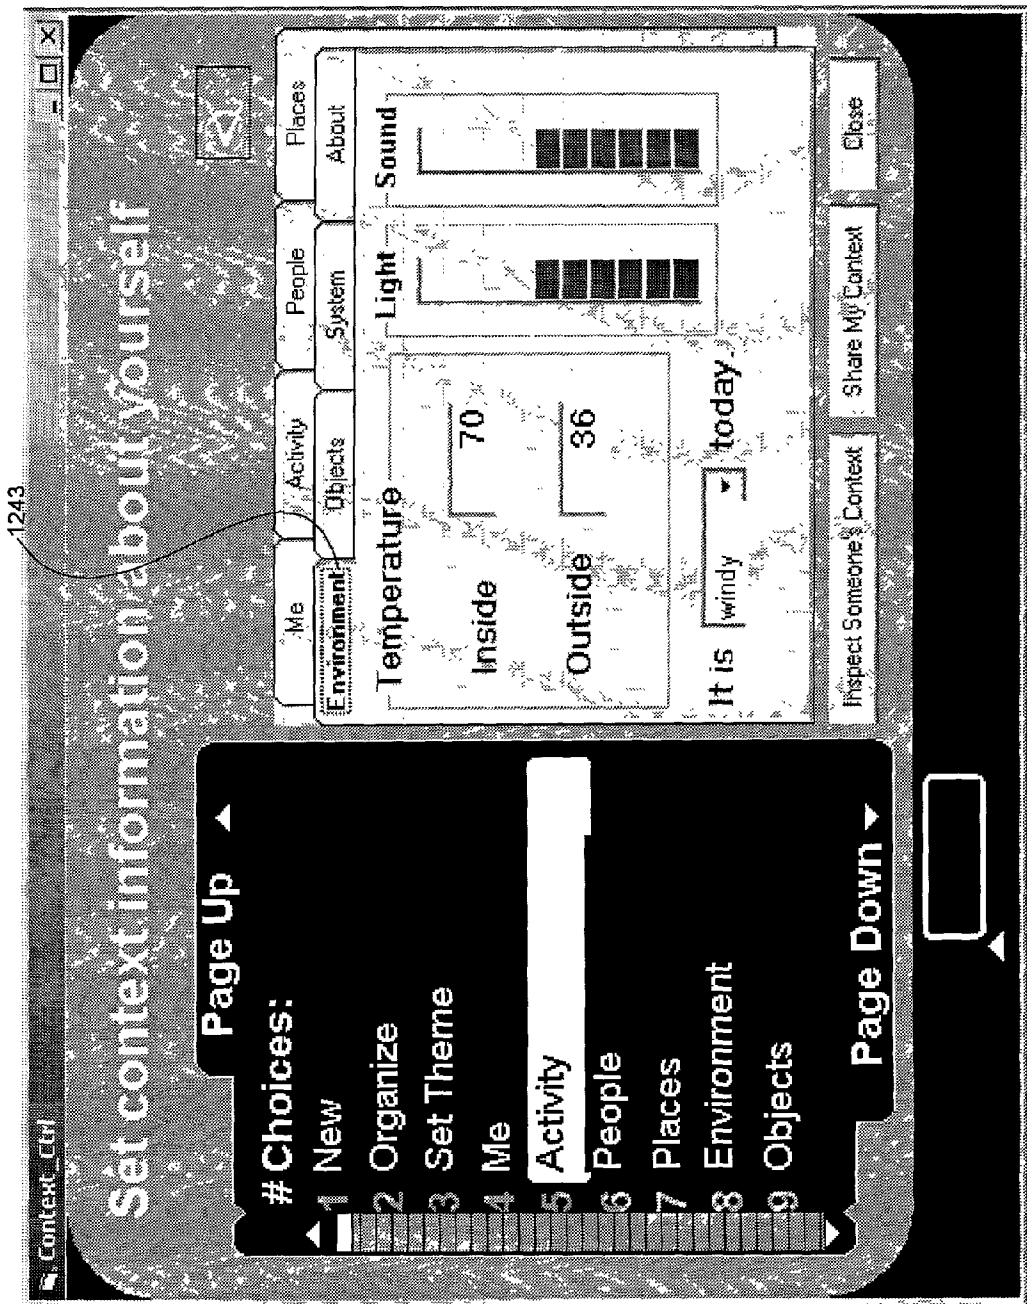 1243
Context_Ctrl
Set context information about yourself
Page Up
# Choices:
1 New
2 Organize
3 Set Theme
4 Me
5 Activity
6 People
7 Places
8 Environment
9 Objects
Page Down
Me Activity People Places
Environment Objects System About
Temperature Light Sound
Inside 70
Outside 36
It is windy today.
Inspect Someone's Context Share My Context Close